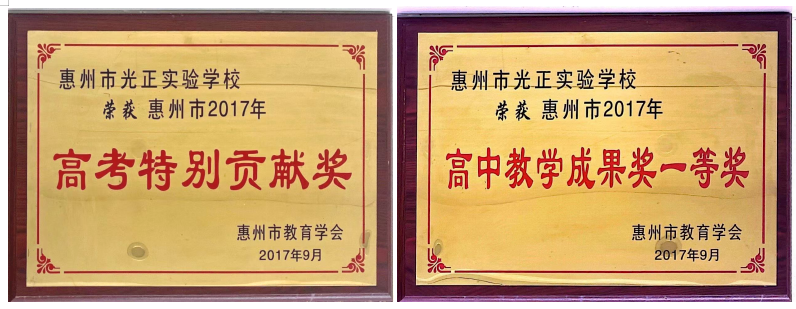 惠州市光正实验学校
荣获 惠州市2017年
高考特别贡献奖
惠州市教育学会
2017年9月
惠州市光正实验学校
荣获 惠州市2017年
高中教学成果奖一等奖
惠州市教育学会
2017年9月